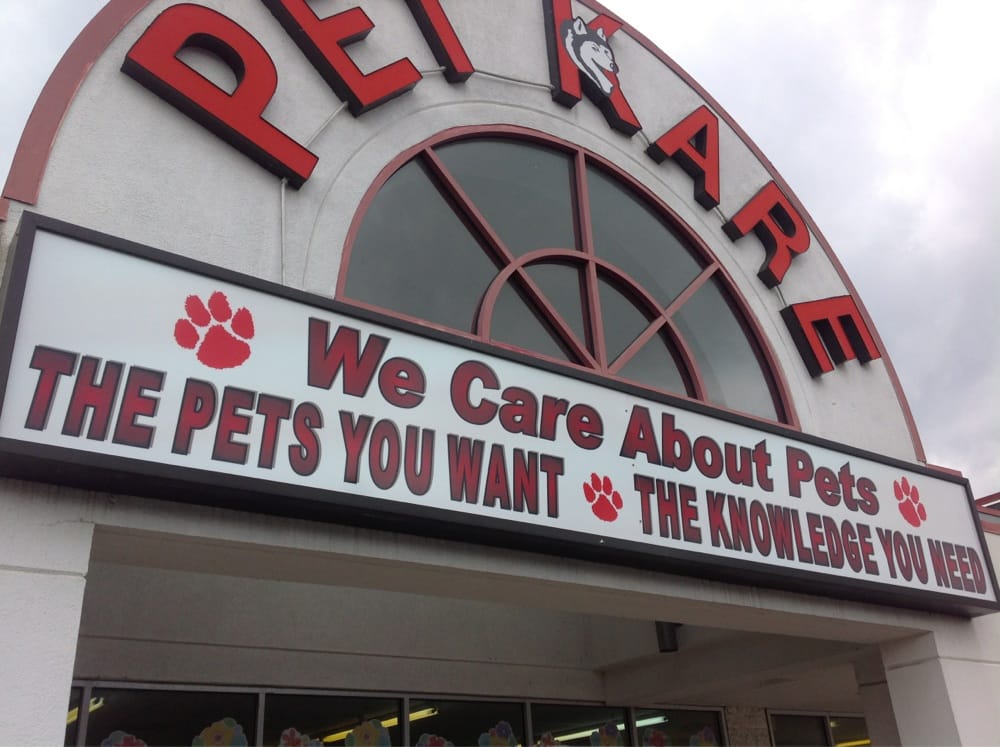 PET KARE
We Care About Pets
THE PETS YOU WANT THE KNOWLEDGE YOU NEED